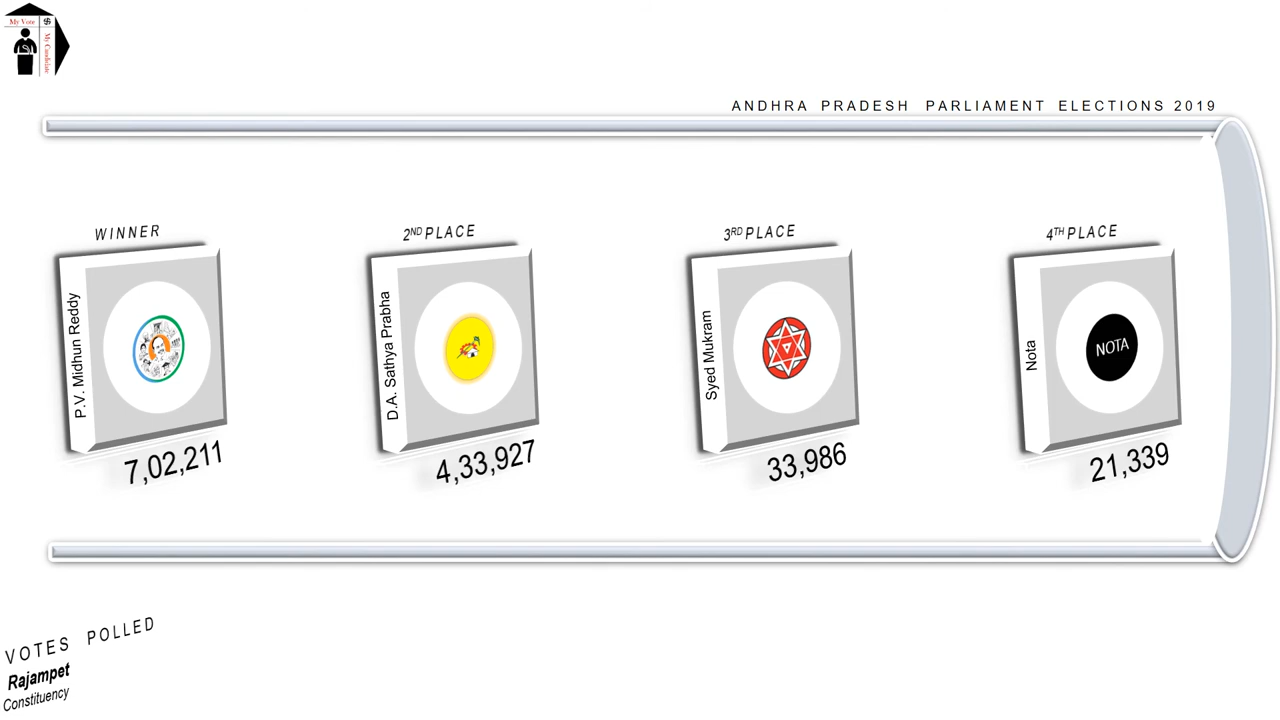 My Vote
&
My Candidate
ANDHRA PRADESH PARLIAMENT ELECTIONS 2019
WINNER
P.V. Midhun Reddy
7,02,211
2ND PLACE
D.A. Sathya Prabha
4,33,927
3RD PLACE
Syed Mukram
33,986
4TH PLACE
Nota
NOTA
21,339
VOTES POLLED
Rajampet
Constituency